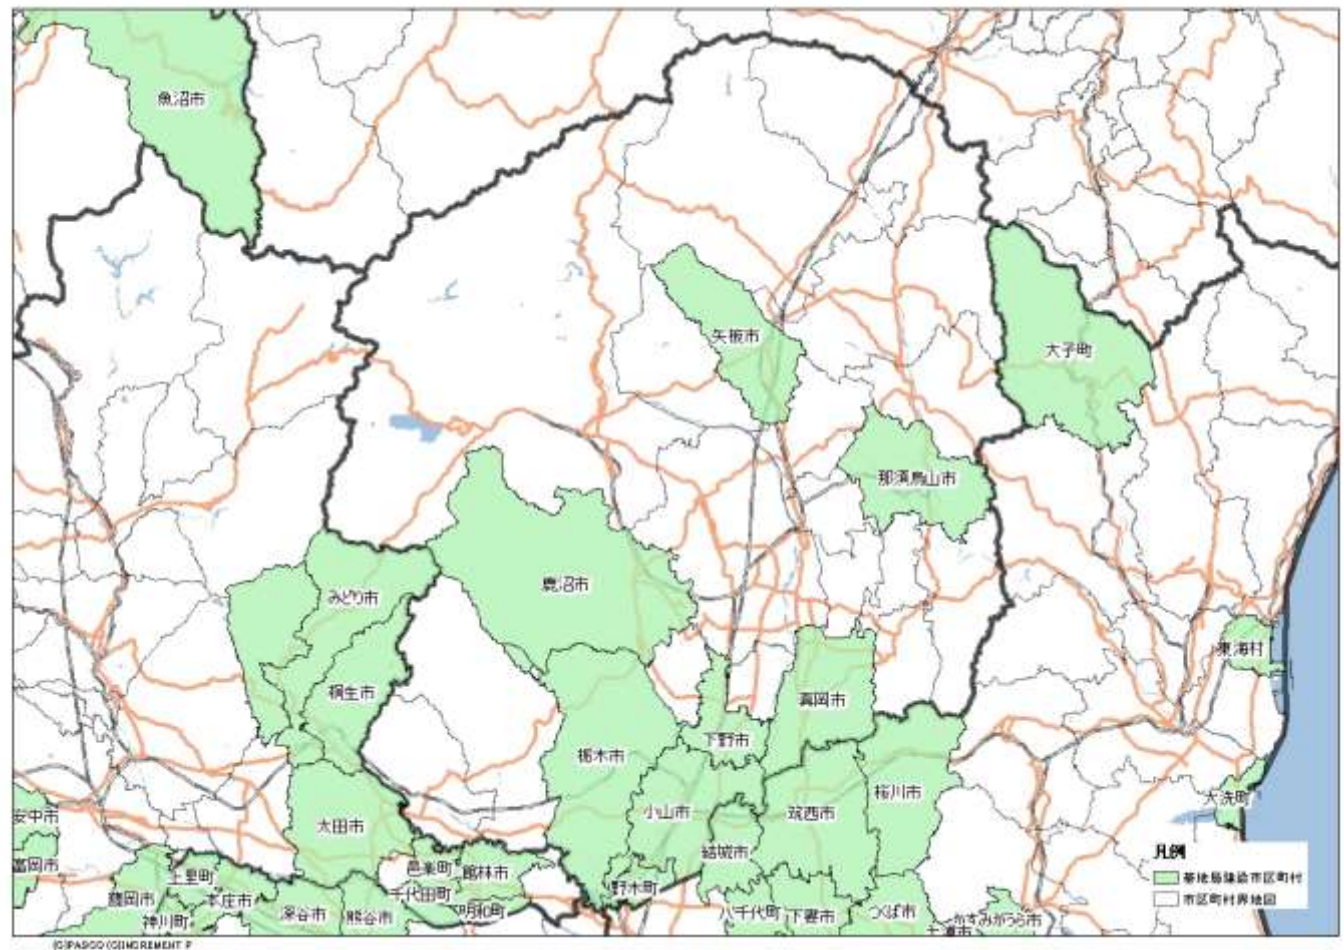 魚沼市
矢板市
大子町
那須烏山市
鹿沼市
みどり市
東海村
桐生市
真岡市
下野市
栃木市
大洗町
桜川市
小山市
筑西市
太田市
安中市
結城市
邑楽町
館林市
富岡市
上里町
野木町
千代田町
藤岡市
本庄市
明和町
深谷市
熊谷市
神川町
八千代町
下妻市
つくば市
かすみがうら市
土浦市
凡例
市区町村界地図
(C)PASCO (C)INCREMENT P